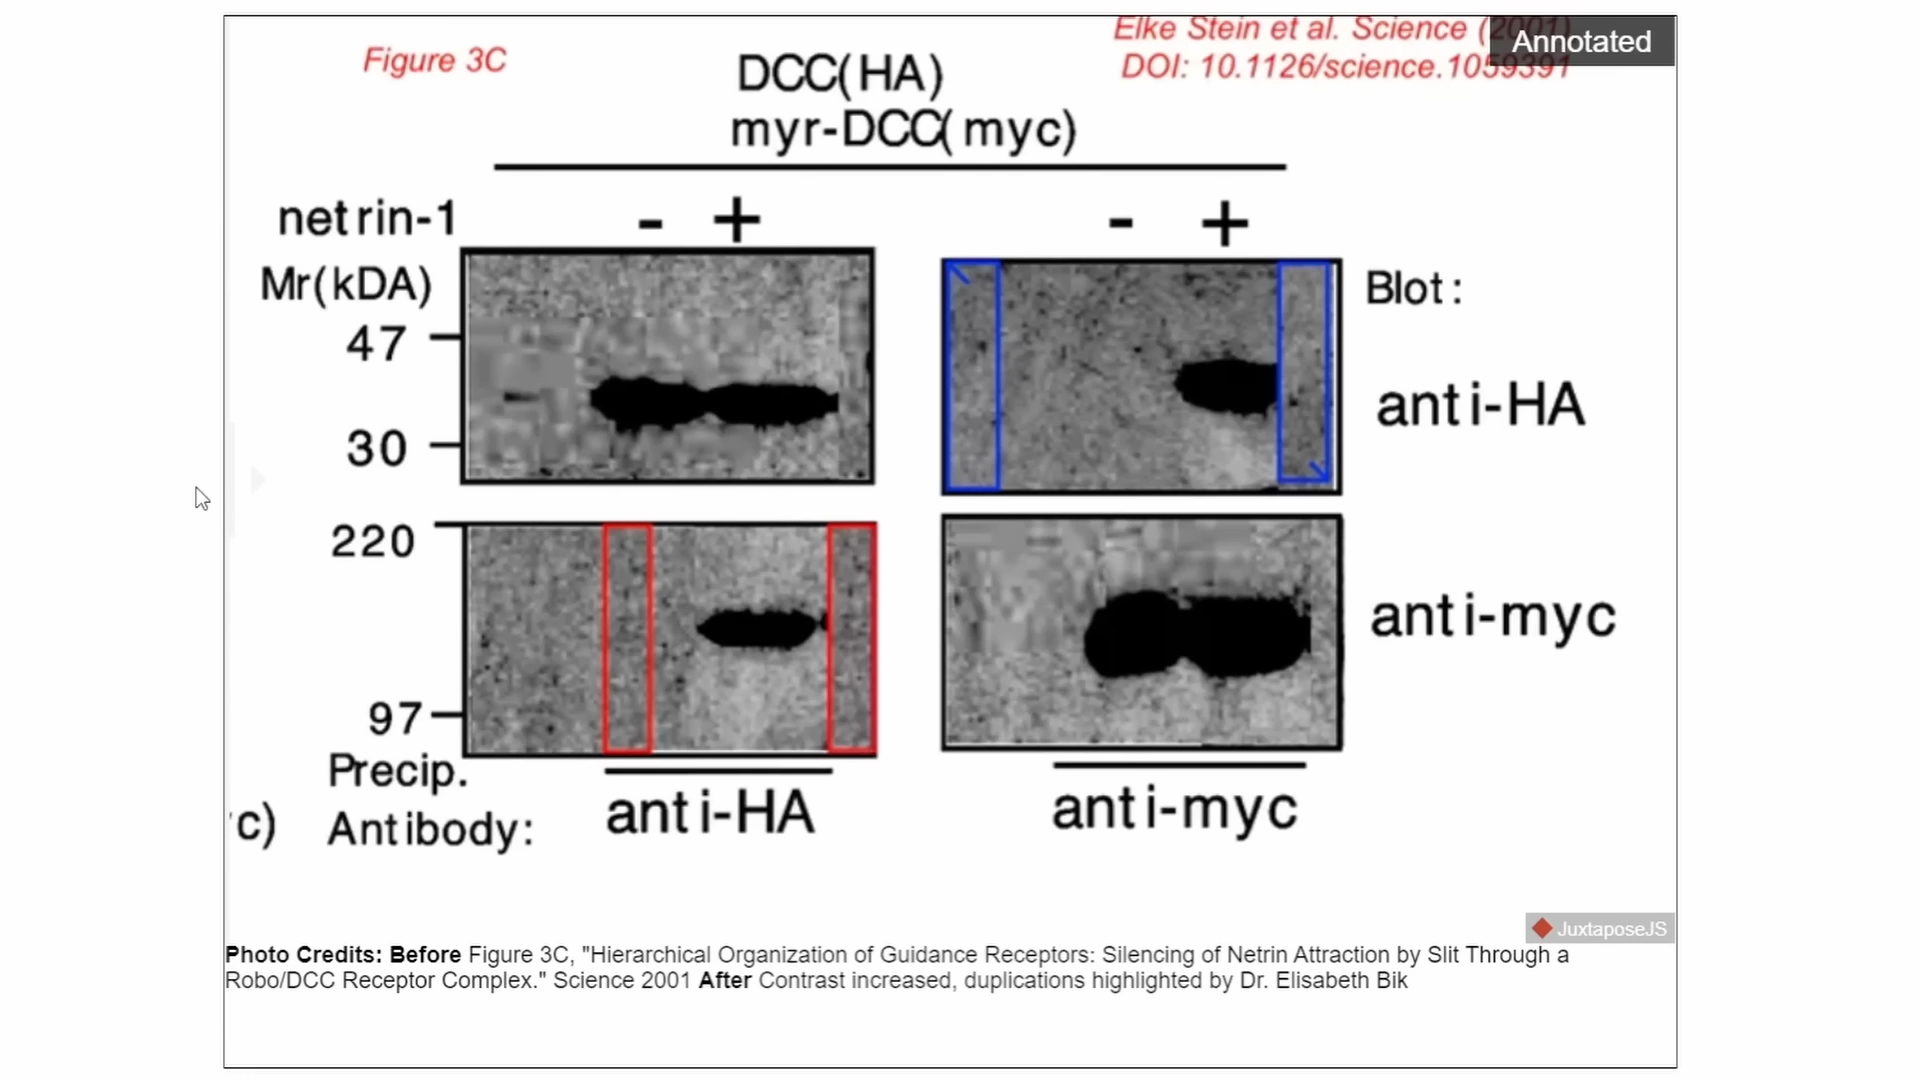 Figure 3C
Elke Stein et al. Science (2001)
DOI: 10.1126/science.1059391
Annotated
DCC(HA)
myr-DCC(myc)
netrin-1 - + - +
Mr(kDA)
47
30
Blot:
anti-HA
220
97
anti-myc
Precip.
Antibody: anti-HA anti-myc
c)
JuxtaposeJS
Photo Credits: Before Figure 3C, "Hierarchical Organization of Guidance Receptors: Silencing of Netrin Attraction by Slit Through a
Robo/DCC Receptor Complex." Science 2001 After Contrast increased, duplications highlighted by Dr. Elisabeth Bik